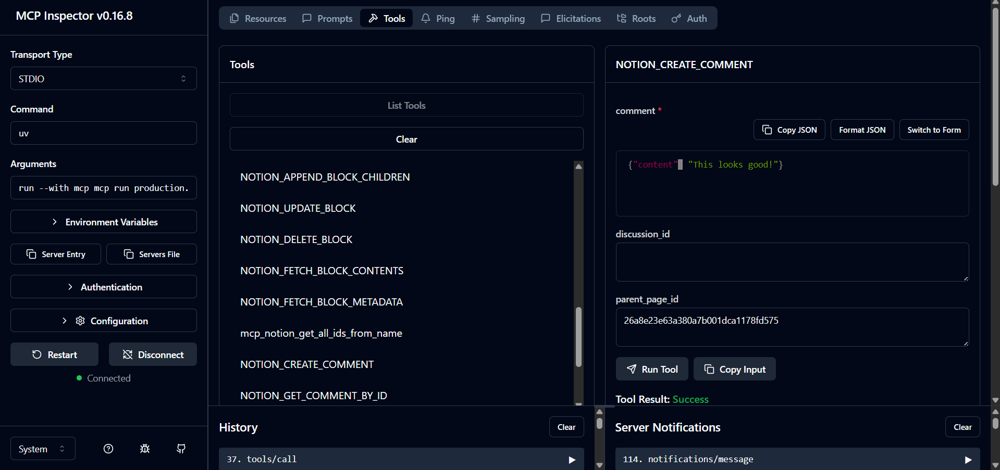 MCP Inspector v0.16.8
Transport Type
STDIO
Command
uv
Arguments
run --with mcp mcp run production.
Environment Variables
Server Entry
Servers File
Authentication
Configuration
Restart
Disconnect
Connected
System
Resources
Prompts
Tools
Ping
Sampling
Elicitations
Roots
Auth
Tools
List Tools
Clear
NOTION_APPEND_BLOCK_CHILDREN
NOTION_UPDATE_BLOCK
NOTION_DELETE_BLOCK
NOTION_FETCH_BLOCK_CONTENTS
NOTION_FETCH_BLOCK_METADATA
mcp_notion_get_all_ids_from_name
NOTION_CREATE_COMMENT
NOTION_GET_COMMENT_BY_ID
NOTION_CREATE_COMMENT
comment *
Copy JSON
Format JSON
Switch to Form
{"content": "This looks good!"}
discussion_id
parent_page_id
26a8e23e63a380a7b001dca1178fd575
Run Tool
Copy Input
Tool Result: Success
History
Clear
37. tools/call
Server Notifications
Clear
114. notifications/message